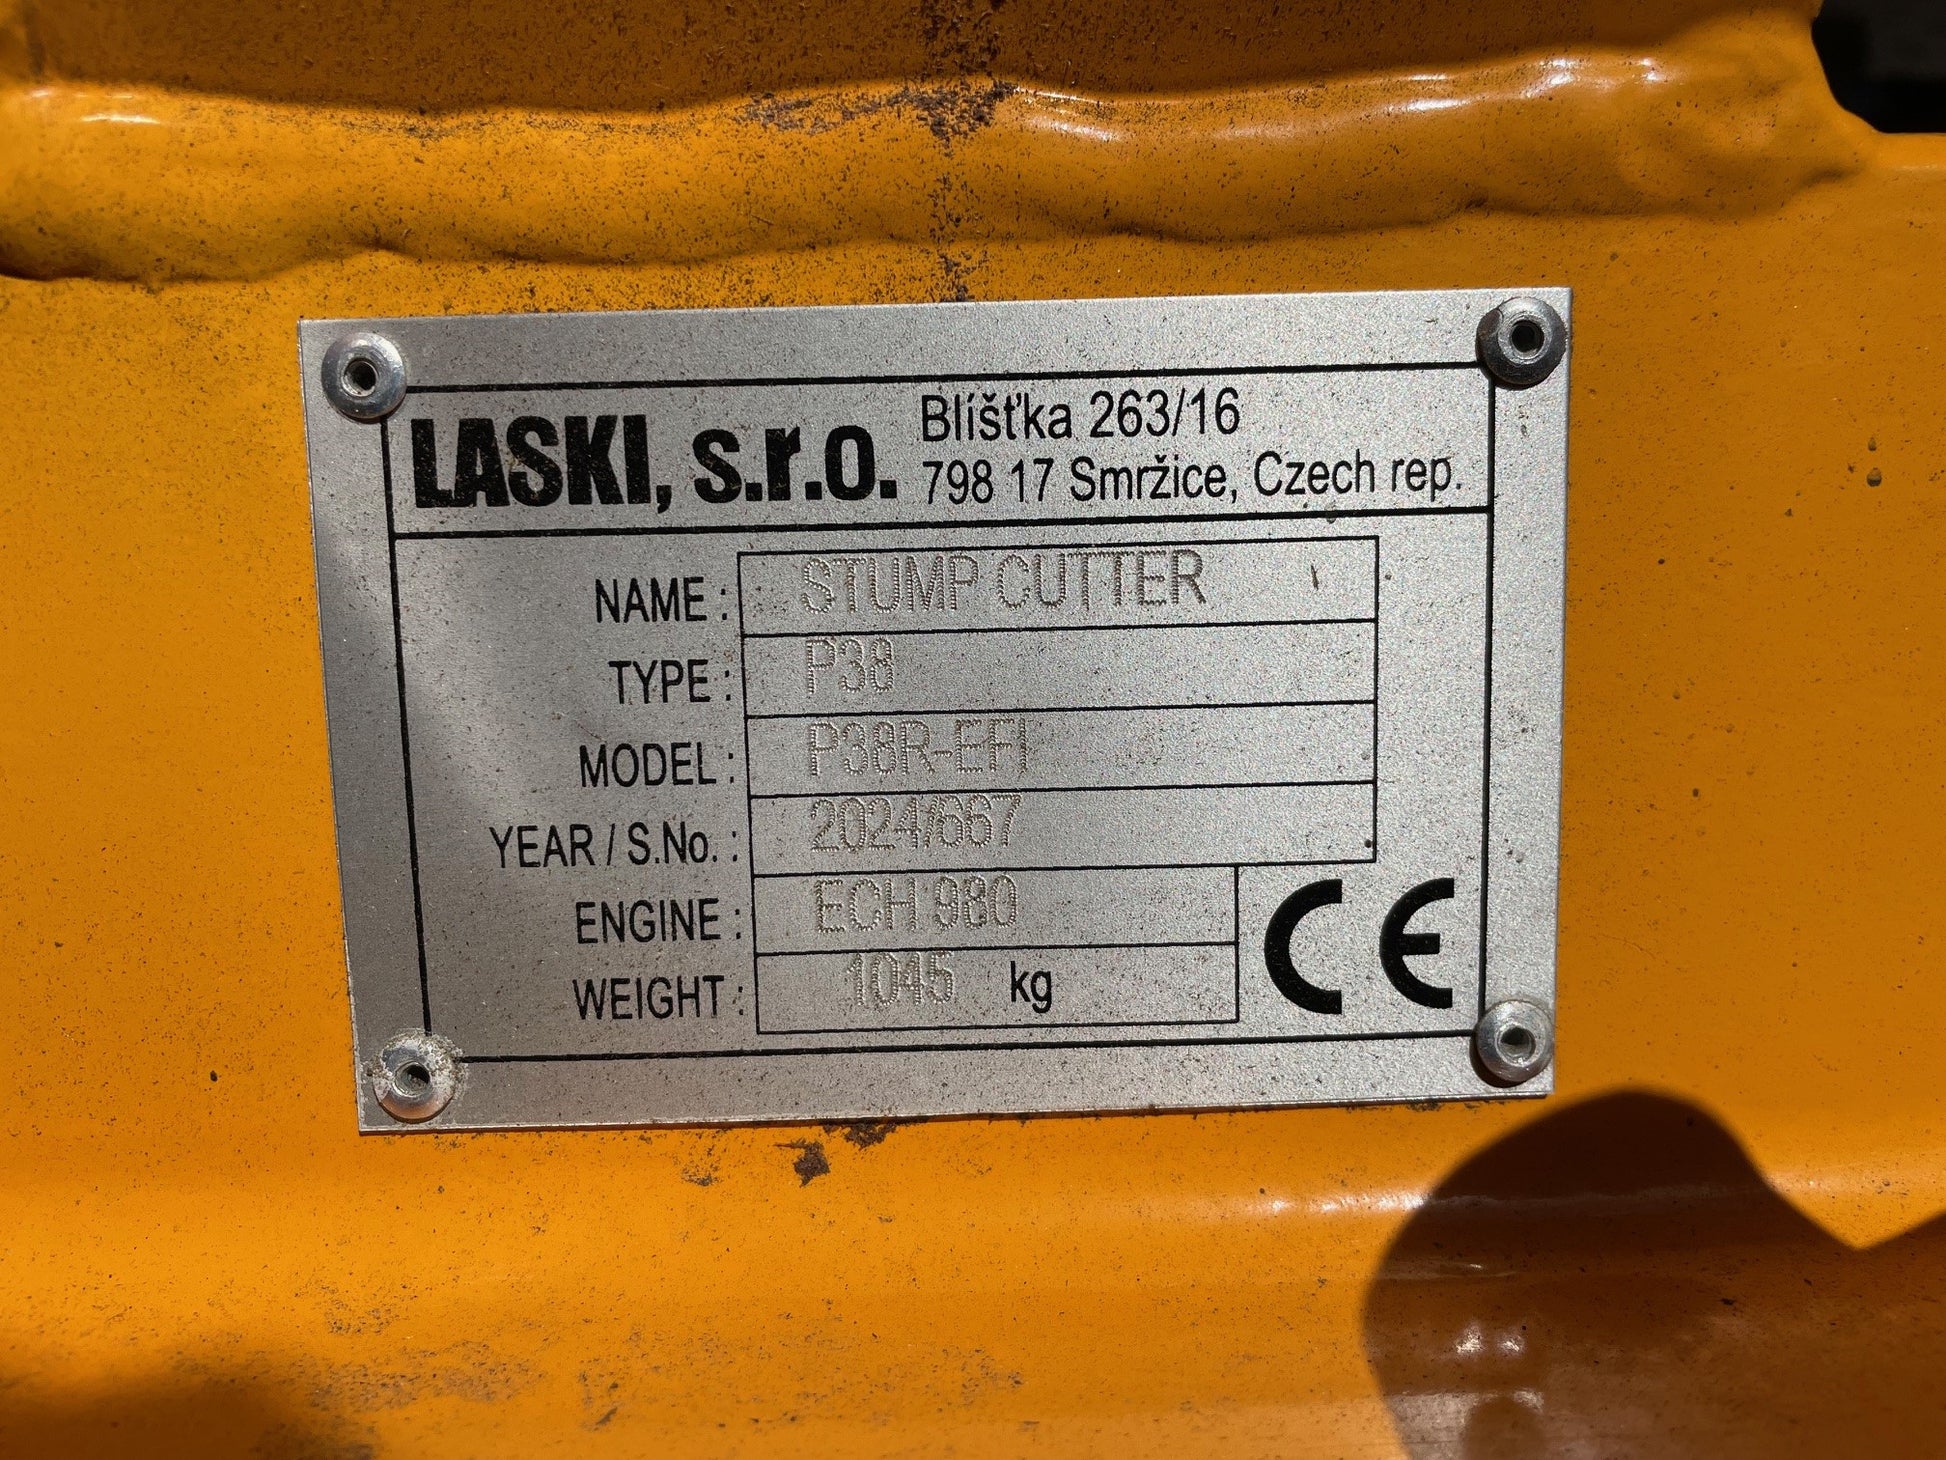 LASKI, s.r.o.
Blíšťka 263/16
798 17 Smržice, Czech rep.
NAME : STUMP CUTTER
TYPE : P38
MODEL : P38R-EFI
YEAR / S.No. : 2024/667
ENGINE : ECH 980
WEIGHT : 1045 kg
CE